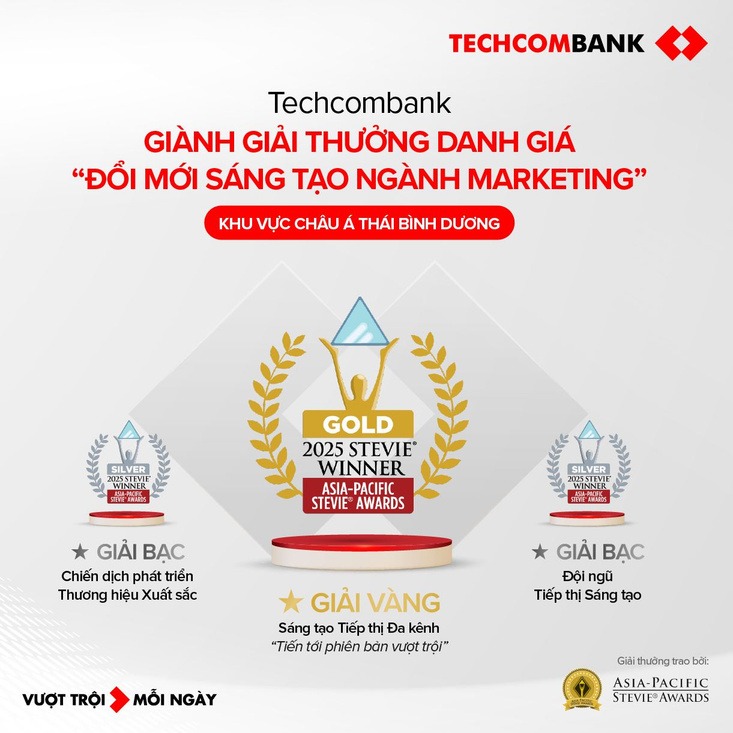 TECHCOMBANK
Techcombank
GIÀNH GIẢI THƯỞNG DANH GIÁ
“ĐỔI MỚI SÁNG TẠO NGÀNH MARKETING”
KHU VỰC CHÂU Á THÁI BÌNH DƯƠNG
GOLD
2025 STEVIE®
WINNER
ASIA-PACIFIC
STEVIE® AWARDS
SILVER
2025 STEVIE®
WINNER
ASIA-PACIFIC
STEVIE® AWARDS
SILVER
2025 STEVIE®
WINNER
ASIA-PACIFIC
STEVIE® AWARDS
★ GIẢI BẠC
Chiến dịch phát triển
Thương hiệu Xuất sắc
★ GIẢI VÀNG
Sáng tạo Tiếp thị Đa kênh
“Tiến tới phiên bản vượt trội”
★ GIẢI BẠC
Đội ngũ
Tiếp thị Sáng tạo
Giải thưởng trao bởi:
ASIA-PACIFIC
STEVIE® AWARDS
VƯỢT TRỘI MỖI NGÀY